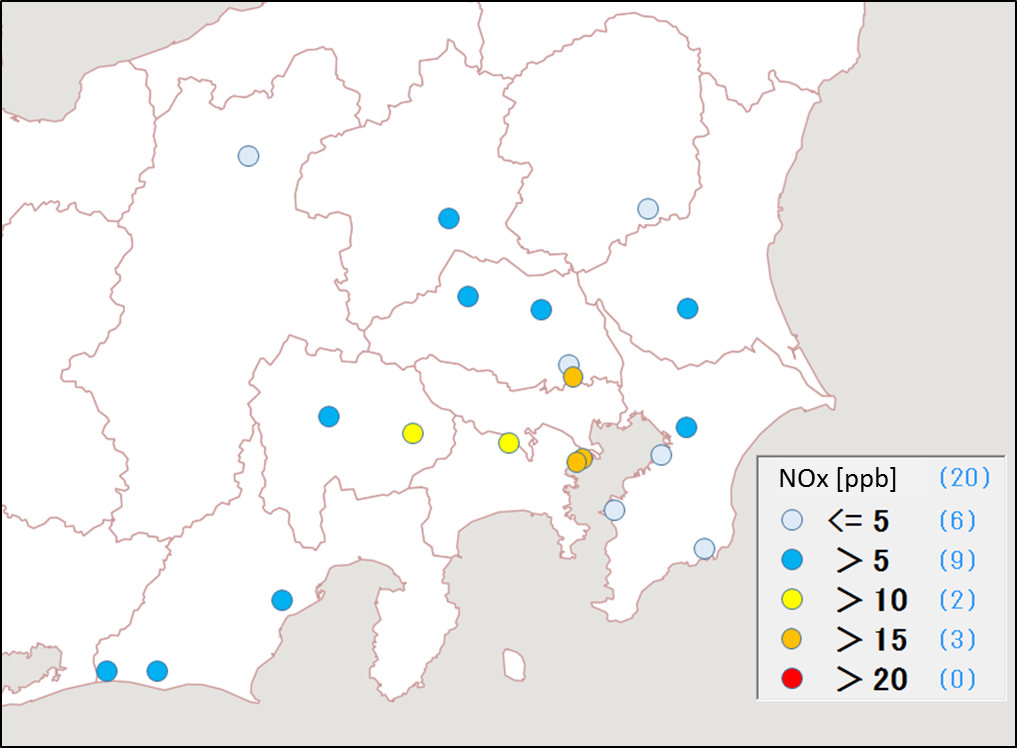 NOx [ppb] (20)
<= 5 (6)
> 5 (9)
> 10 (2)
> 15 (3)
> 20 (0)